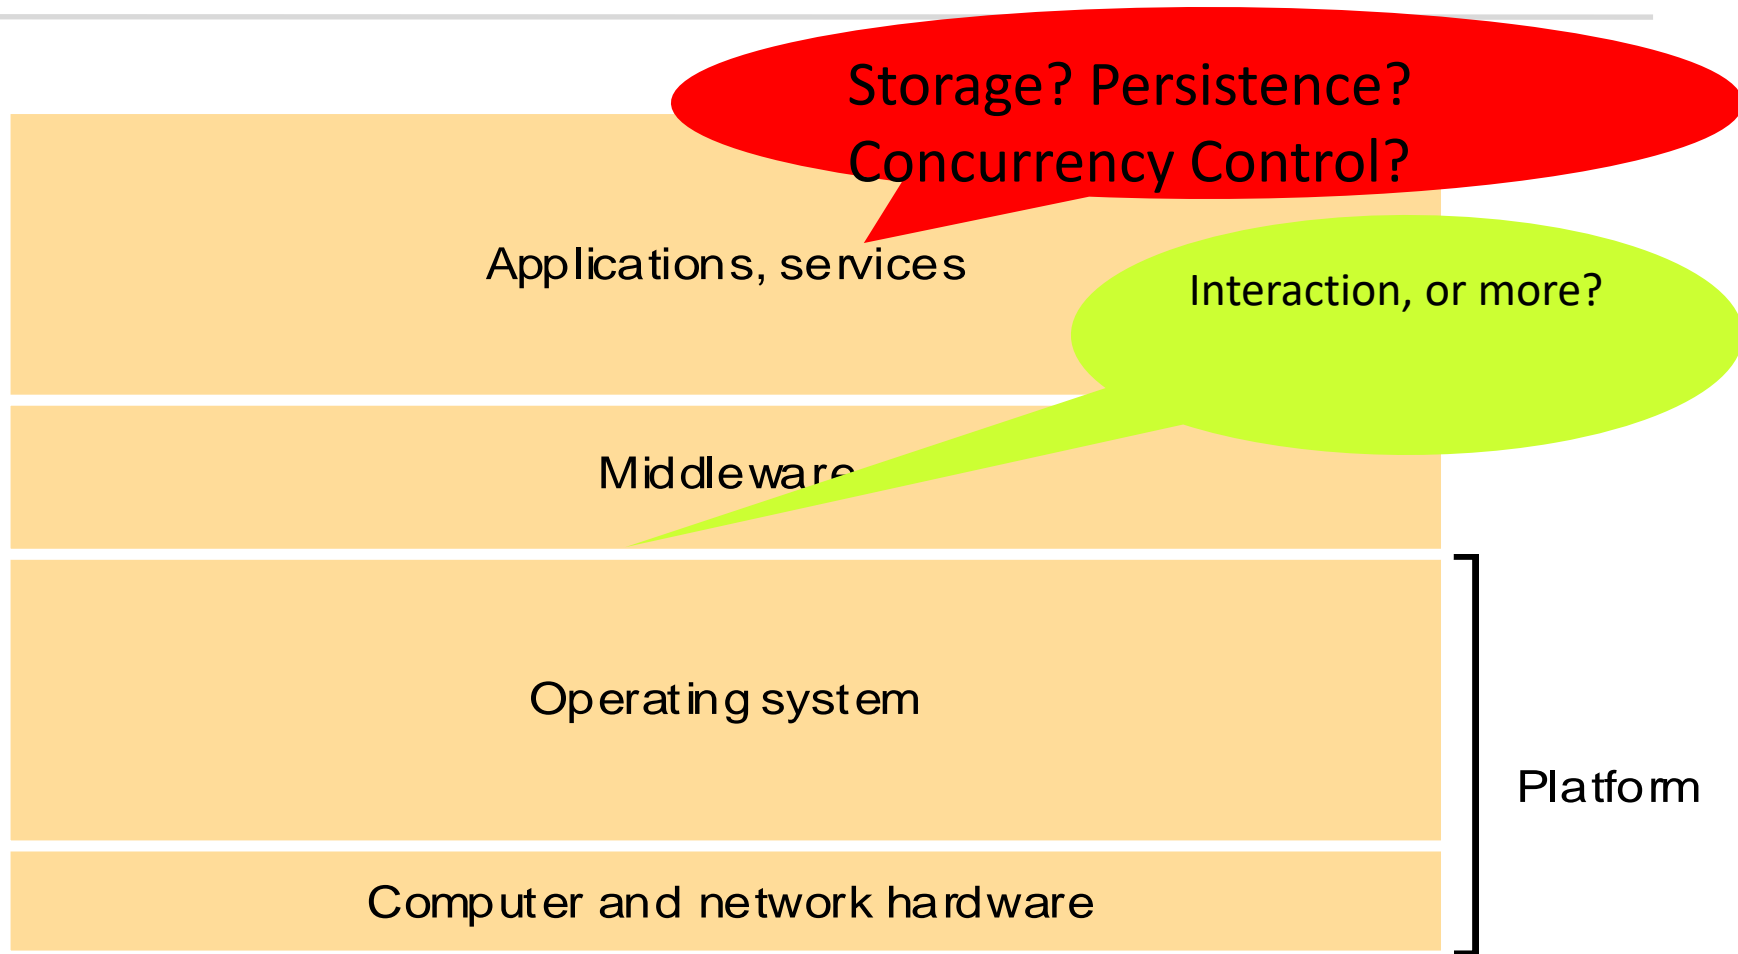 Storage? Persistence?
Concurrency Control?
Applications, services
Interaction, or more?
Middleware
Operating system
Platform
Computer and network hardware